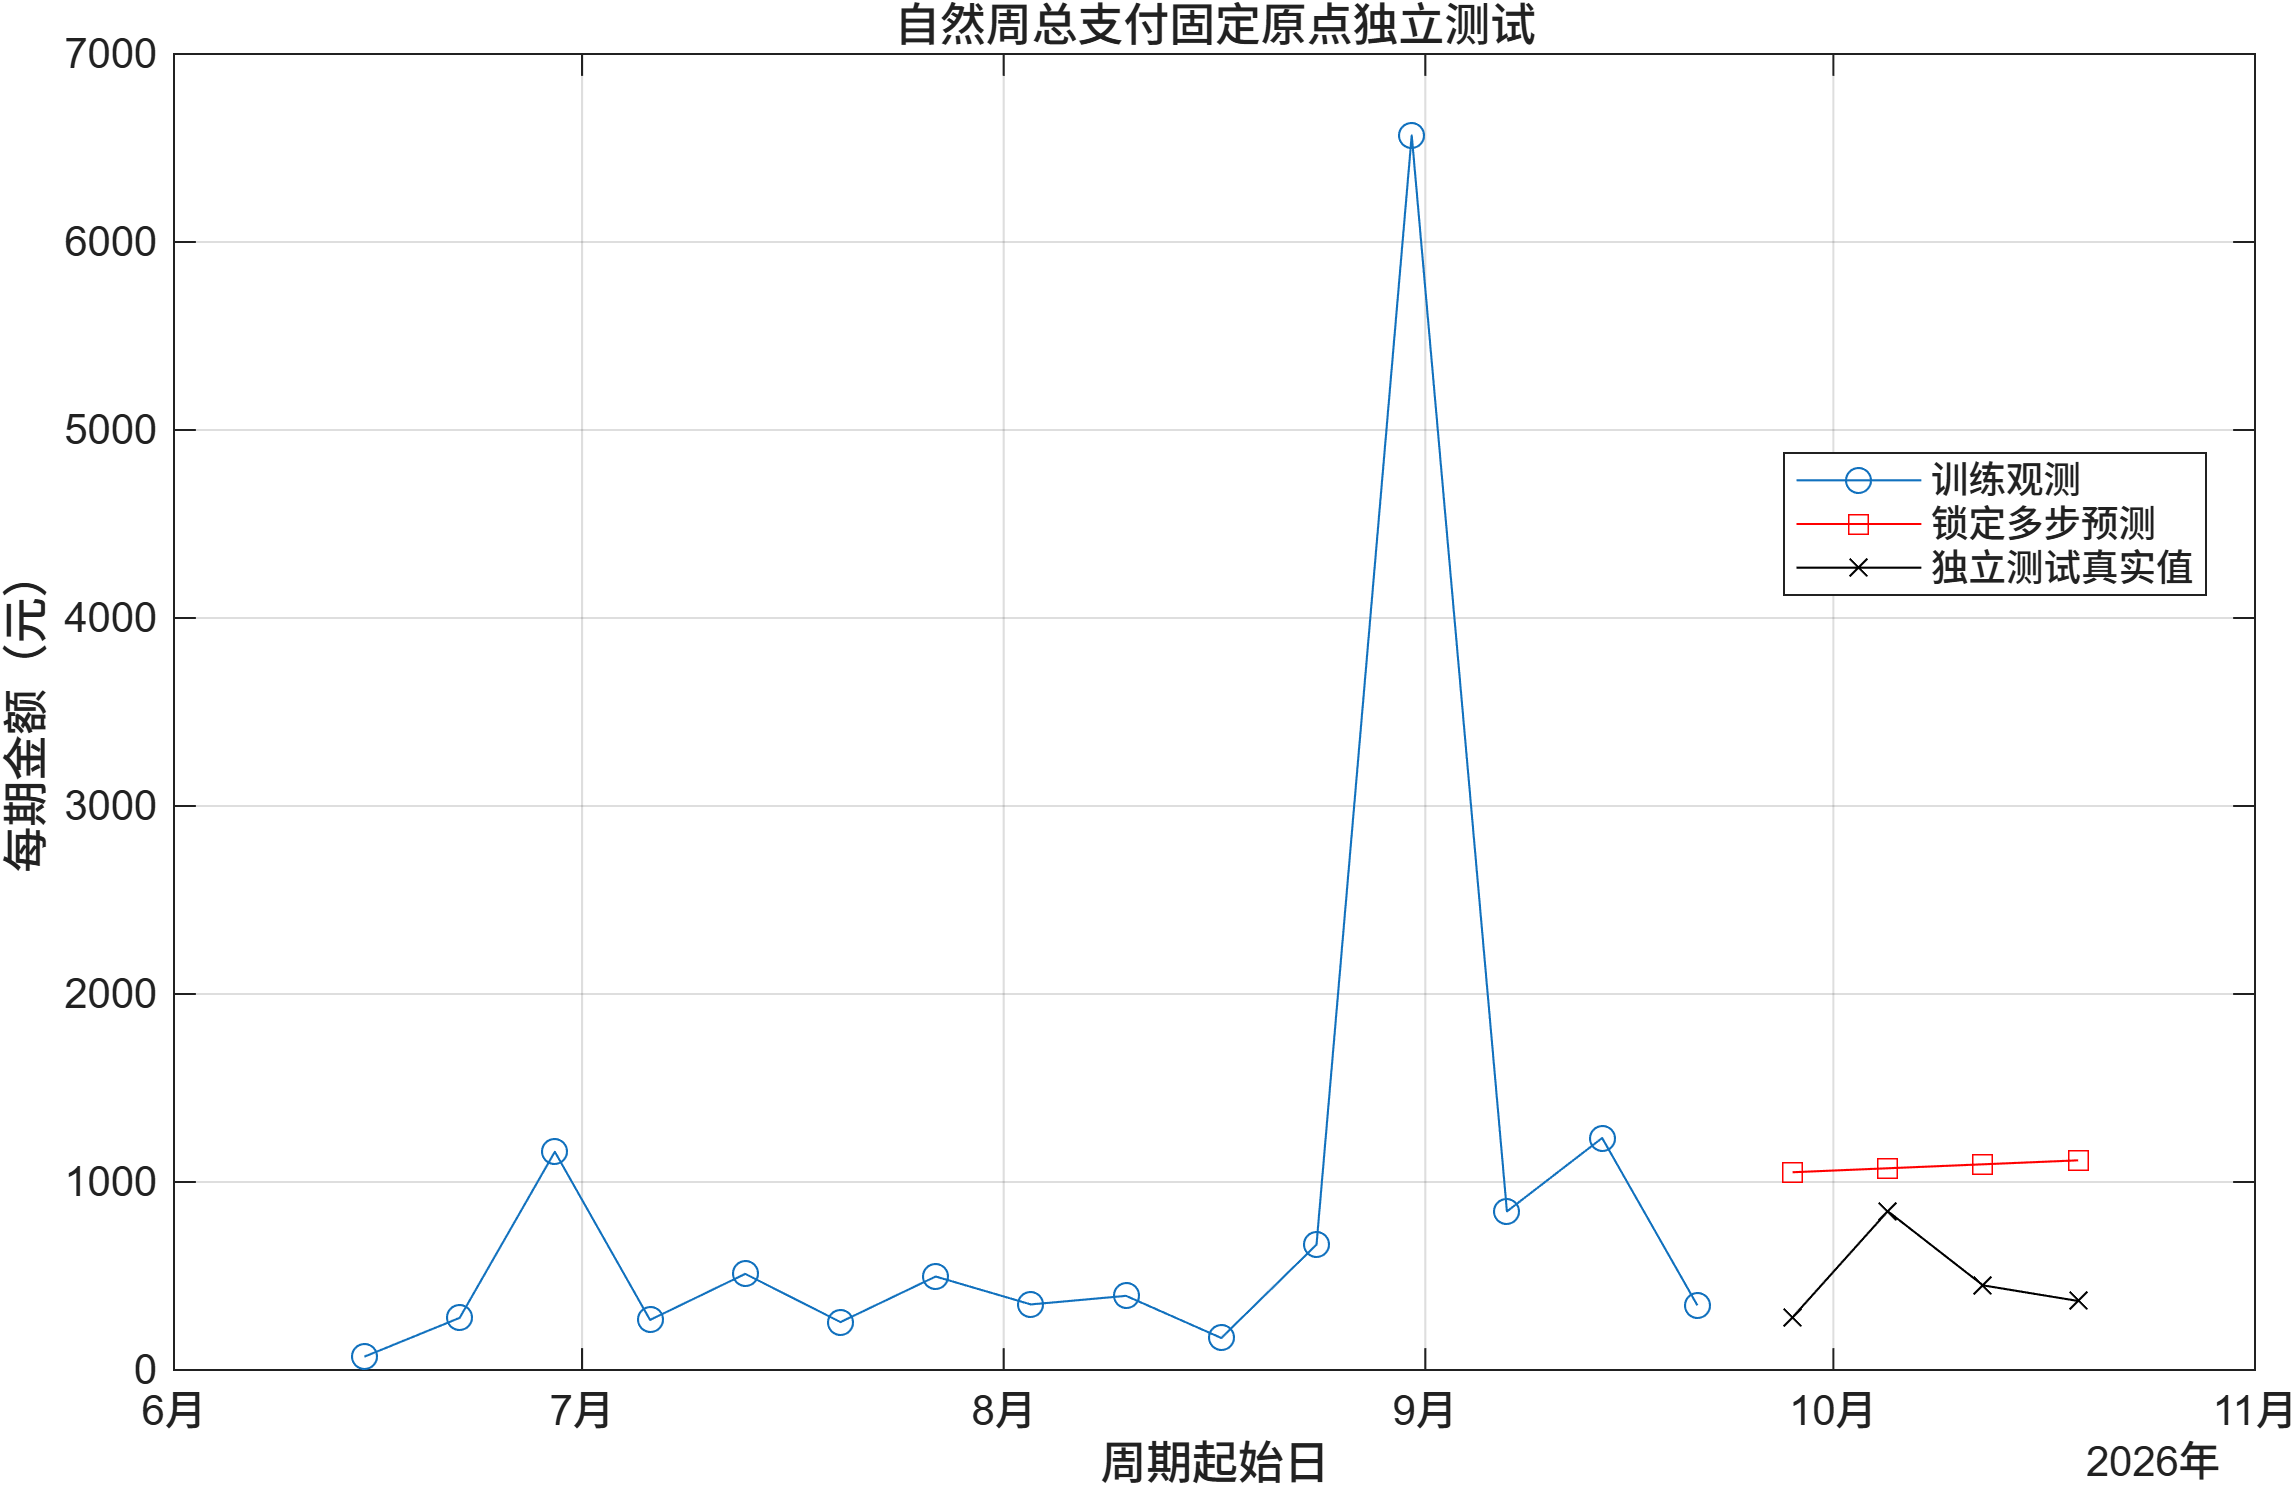 自然周总支付固定原点独立测试
7000
6000
5000
4000
3000
2000
1000
0
每期金额（元）
训练观测
锁定多步预测
独立测试真实值
6月
7月
8月
9月
10月
11月
周期起始日
2026年